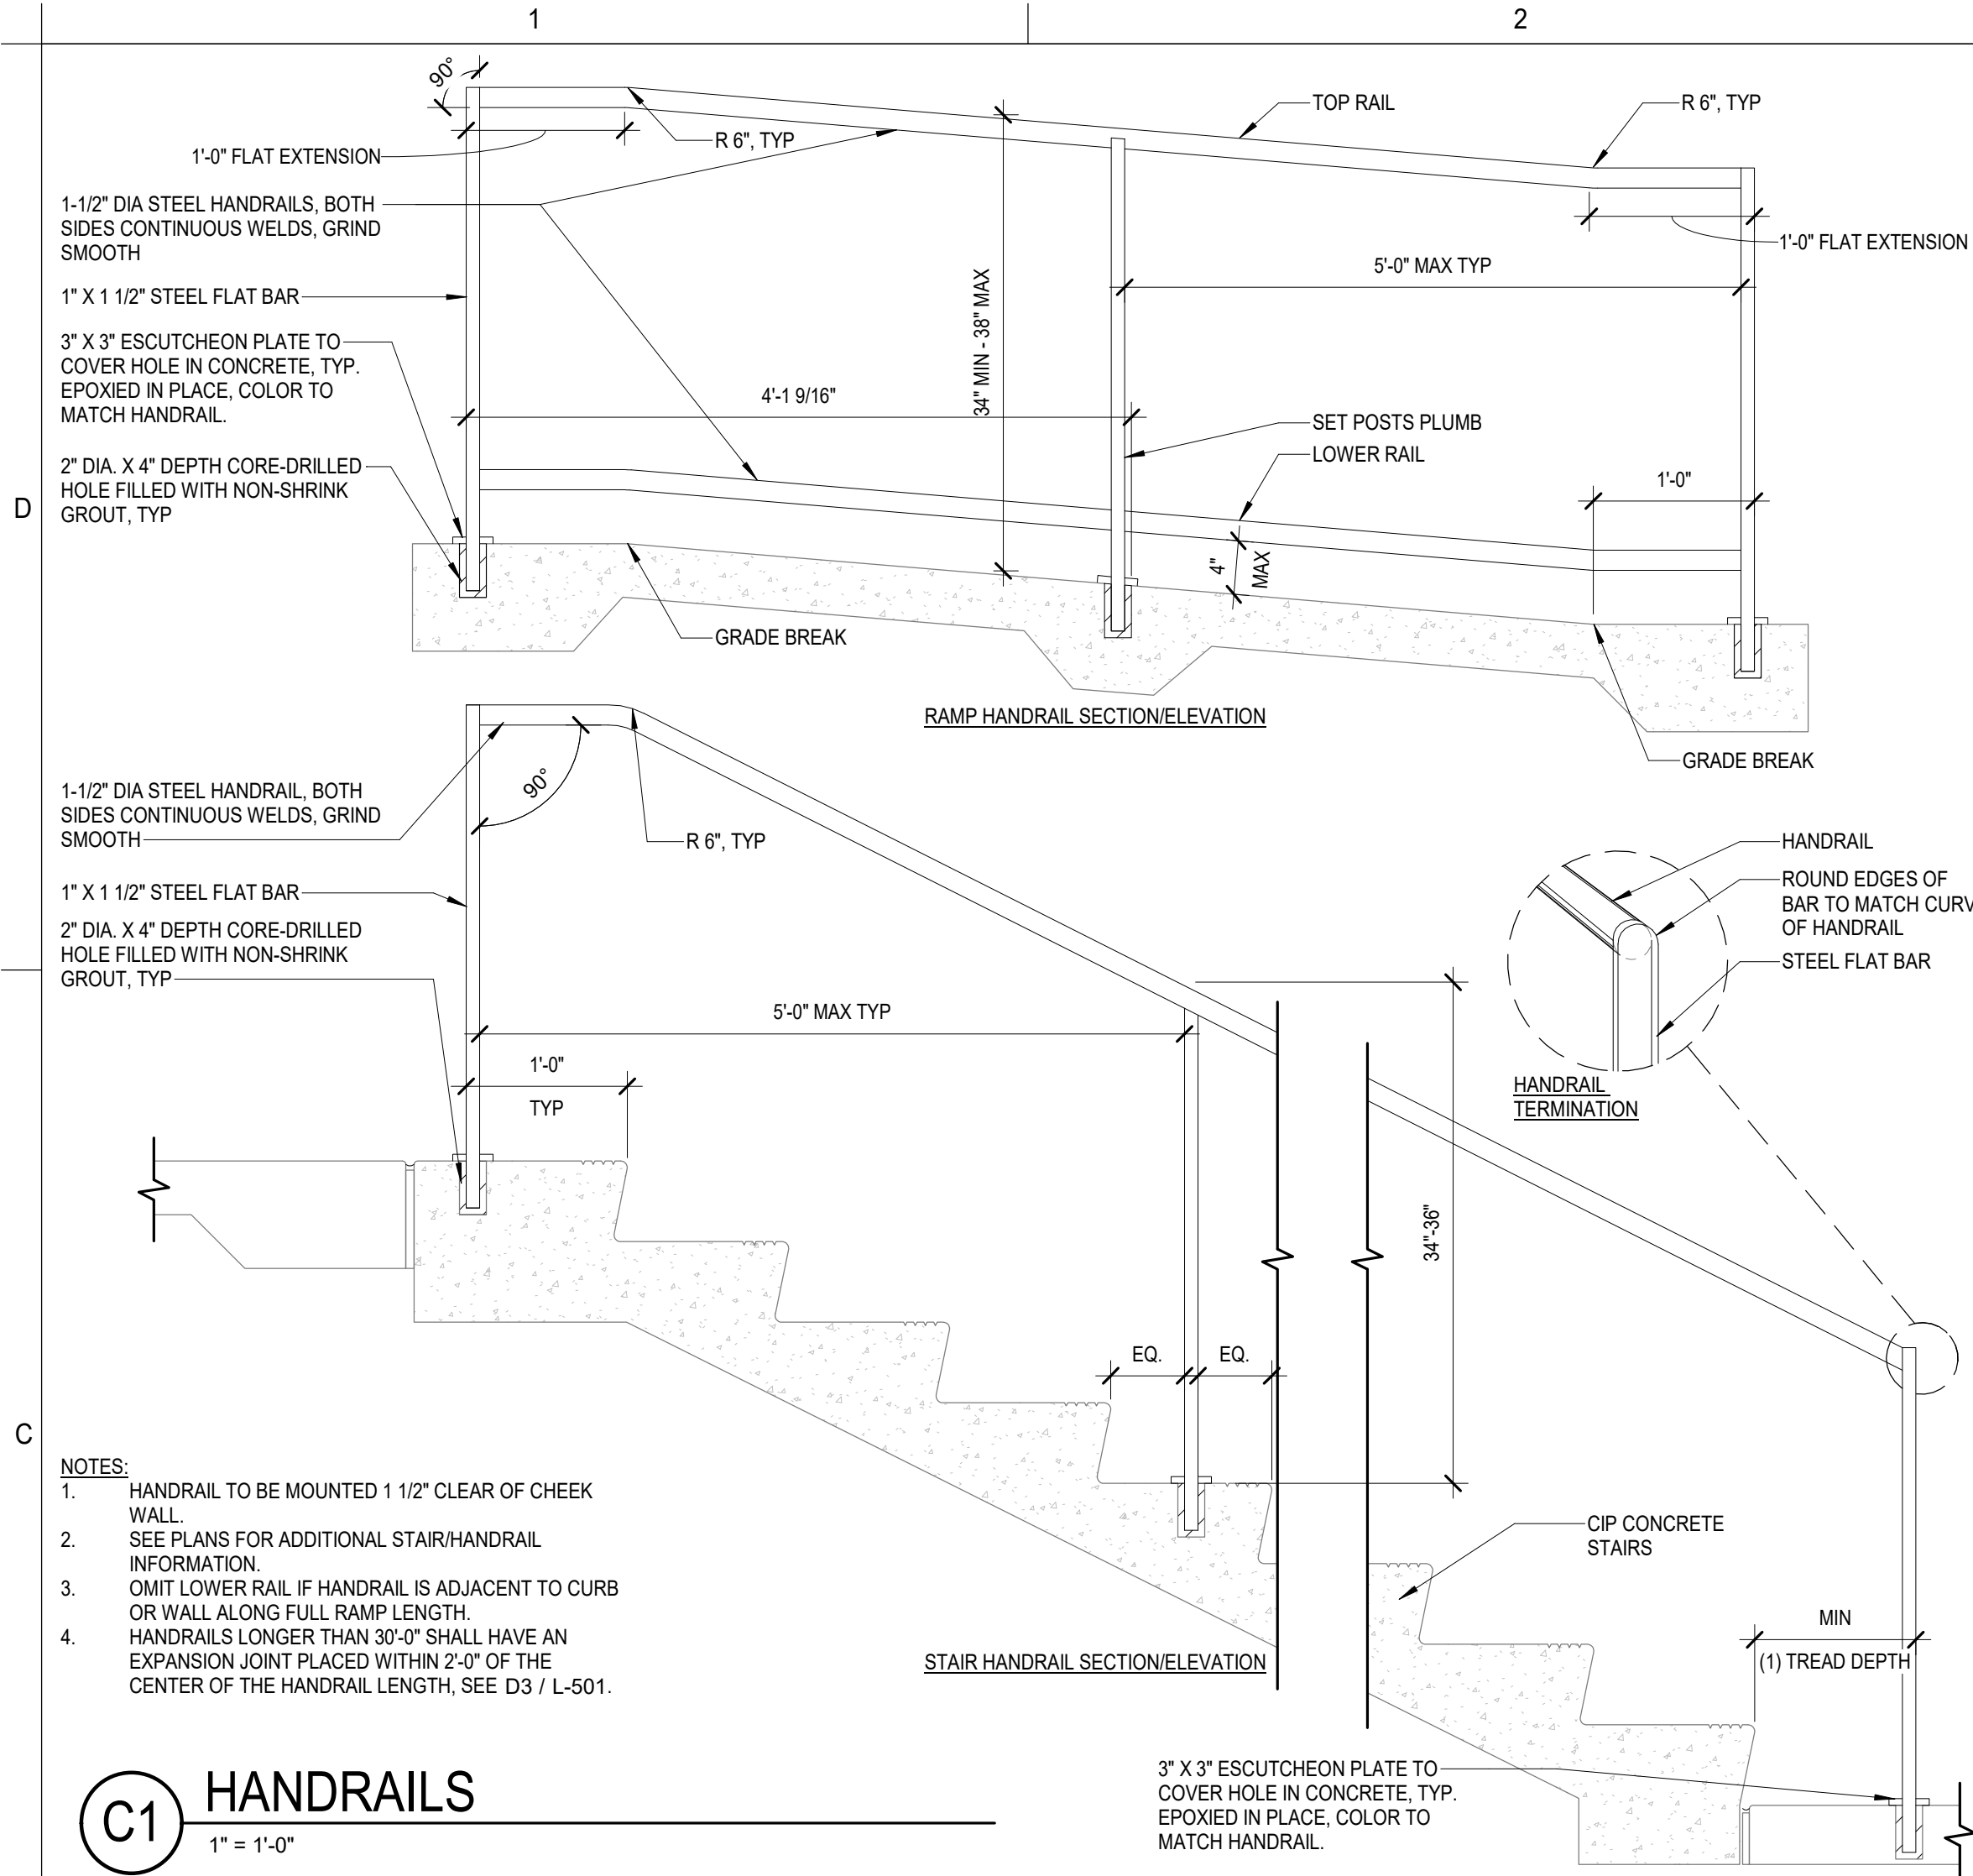 1
2
D
C
90°
1'-0" FLAT EXTENSION
R 6", TYP
TOP RAIL
R 6", TYP
1'-0" FLAT EXTENSION
1-1/2" DIA STEEL HANDRAILS, BOTH
SIDES CONTINUOUS WELDS, GRIND
SMOOTH
1" X 1 1/2" STEEL FLAT BAR
3" X 3" ESCUTCHEON PLATE TO
COVER HOLE IN CONCRETE, TYP.
EPOXIED IN PLACE, COLOR TO
MATCH HANDRAIL.
2" DIA. X 4" DEPTH CORE-DRILLED
HOLE FILLED WITH NON-SHRINK
GROUT, TYP
4'-1 9/16"
34" MIN - 38" MAX
5'-0" MAX TYP
SET POSTS PLUMB
LOWER RAIL
1'-0"
4"
MAX
GRADE BREAK
GRADE BREAK
RAMP HANDRAIL SECTION/ELEVATION
1-1/2" DIA STEEL HANDRAIL, BOTH
SIDES CONTINUOUS WELDS, GRIND
SMOOTH
1" X 1 1/2" STEEL FLAT BAR
2" DIA. X 4" DEPTH CORE-DRILLED
HOLE FILLED WITH NON-SHRINK
GROUT, TYP
90°
R 6", TYP
5'-0" MAX TYP
1'-0"
TYP
HANDRAIL
ROUND EDGES OF
BAR TO MATCH CURV
OF HANDRAIL
STEEL FLAT BAR
HANDRAIL
TERMINATION
34"-36"
EQ.
EQ.
CIP CONCRETE
STAIRS
MIN
(1) TREAD DEPTH
STAIR HANDRAIL SECTION/ELEVATION
3" X 3" ESCUTCHEON PLATE TO
COVER HOLE IN CONCRETE, TYP.
EPOXIED IN PLACE, COLOR TO
MATCH HANDRAIL.
NOTES:
1. HANDRAIL TO BE MOUNTED 1 1/2" CLEAR OF CHEEK
WALL.
2. SEE PLANS FOR ADDITIONAL STAIR/HANDRAIL
INFORMATION.
3. OMIT LOWER RAIL IF HANDRAIL IS ADJACENT TO CURB
OR WALL ALONG FULL RAMP LENGTH.
4. HANDRAILS LONGER THAN 30'-0" SHALL HAVE AN
EXPANSION JOINT PLACED WITHIN 2'-0" OF THE
CENTER OF THE HANDRAIL LENGTH, SEE D3 / L-501.
C1
HANDRAILS
1" = 1'-0"